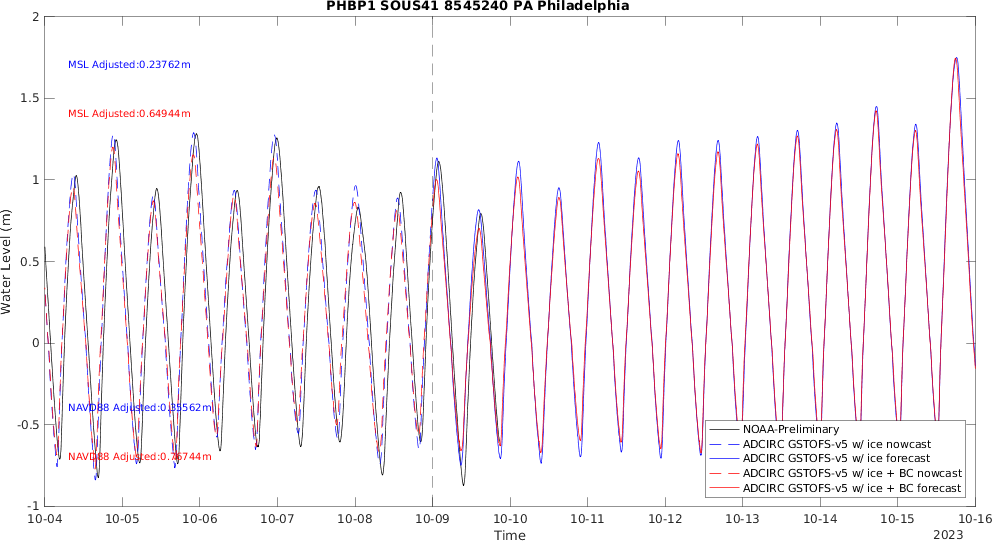 PHBP1 SOUS41 8545240 PA Philadelphia
2
MSL Adjusted:0.23762m
1.5
MSL Adjusted:0.64944m
1
Water Level (m)
0.5
0
NAVD88 Adjusted:0.35562m
-0.5
NAVD88 Adjusted:0.76744m
NOAA-Preliminary
ADCIRC GSTOFS-v5 w/ ice nowcast
ADCIRC GSTOFS-v5 w/ ice forecast
ADCIRC GSTOFS-v5 w/ ice + BC nowcast
ADCIRC GSTOFS-v5 w/ ice + BC forecast
-1
10-04 10-05 10-06 10-07 10-08 10-09 10-10 10-11 10-12 10-13 10-14 10-15 10-16
Time
2023